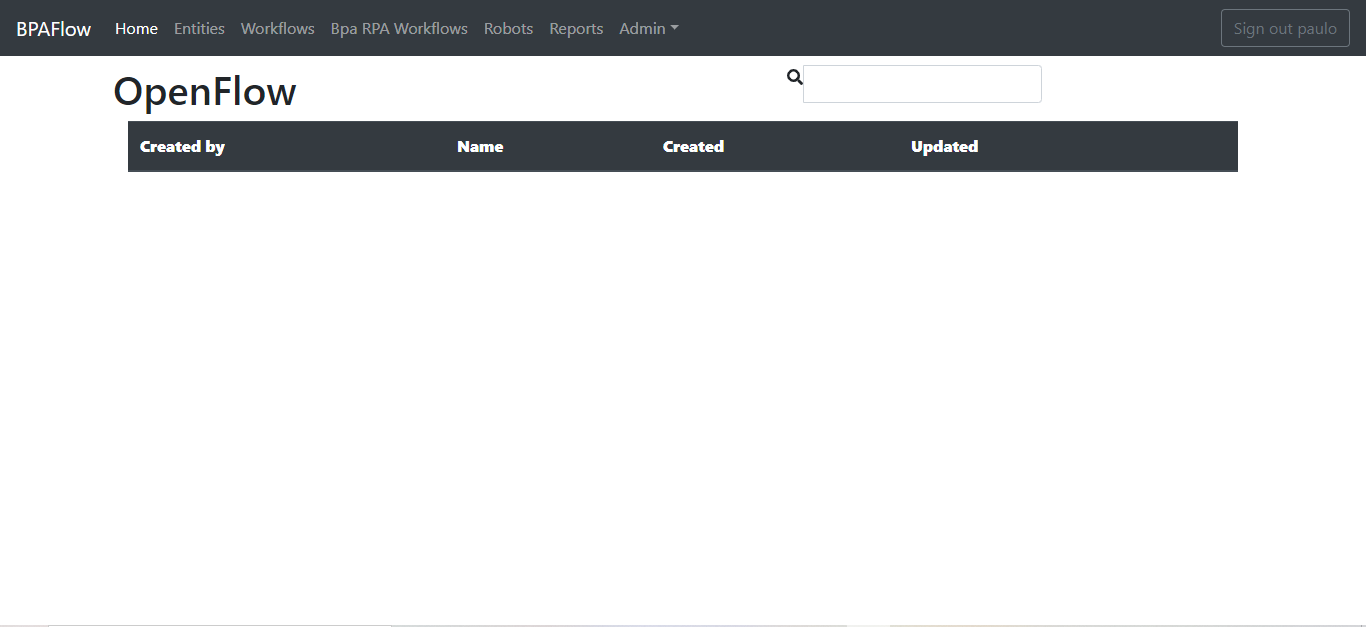 BPAFlow Home Entities Workflows Bpa RPA Workflows Robots Reports Admin Sign out paulo
OpenFlow
Created by Name Created Updated